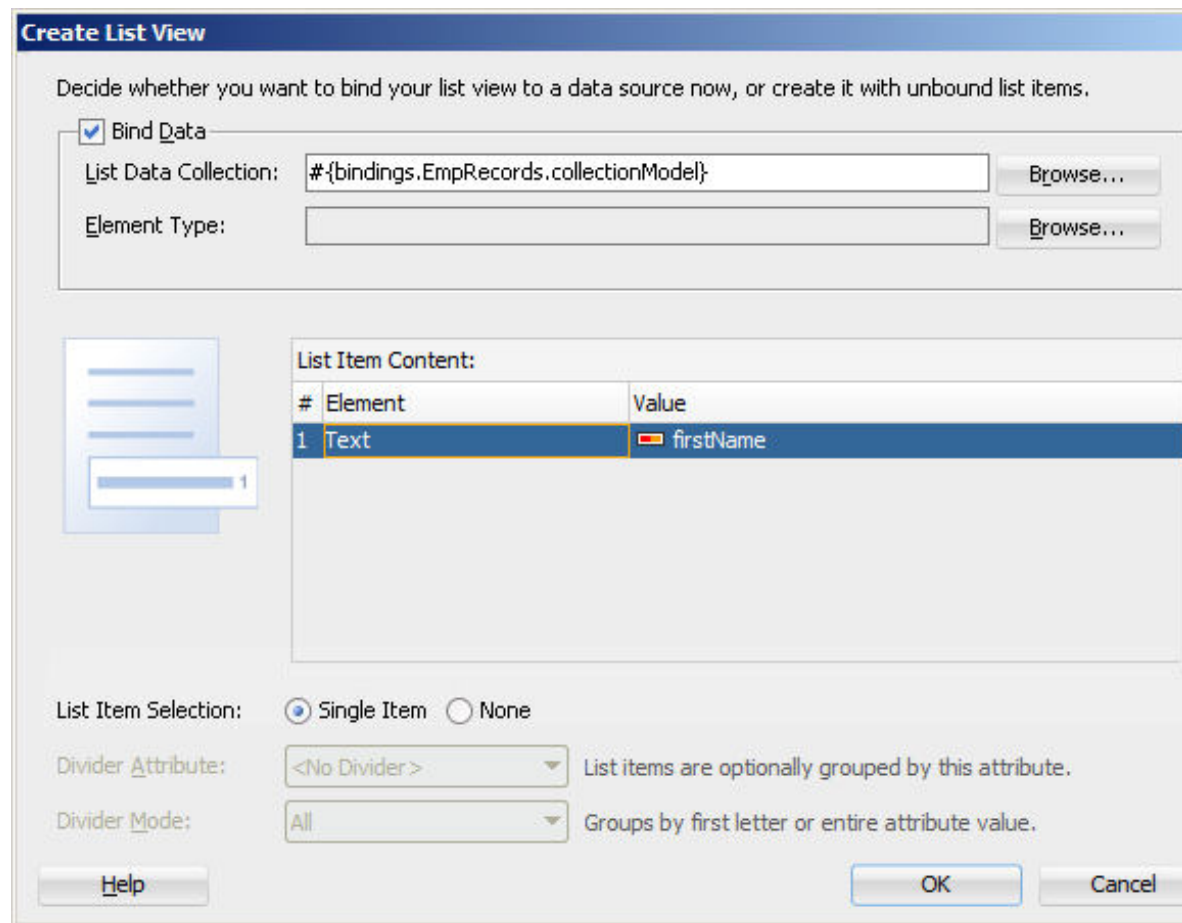 Create List View
Decide whether you want to bind your list view to a data source now, or create it with unbound list items.
Bind Data
List Data Collection: #{bindings.EmpRecords.collectionModel} Browse...
Element Type: Browse...
List Item Content:
# Element Value
1 Text firstName
1
List Item Selection: Single Item None
Divider Attribute: <No Divider> List items are optionally grouped by this attribute.
Divider Mode: All Groups by first letter or entire attribute value.
Help OK Cancel